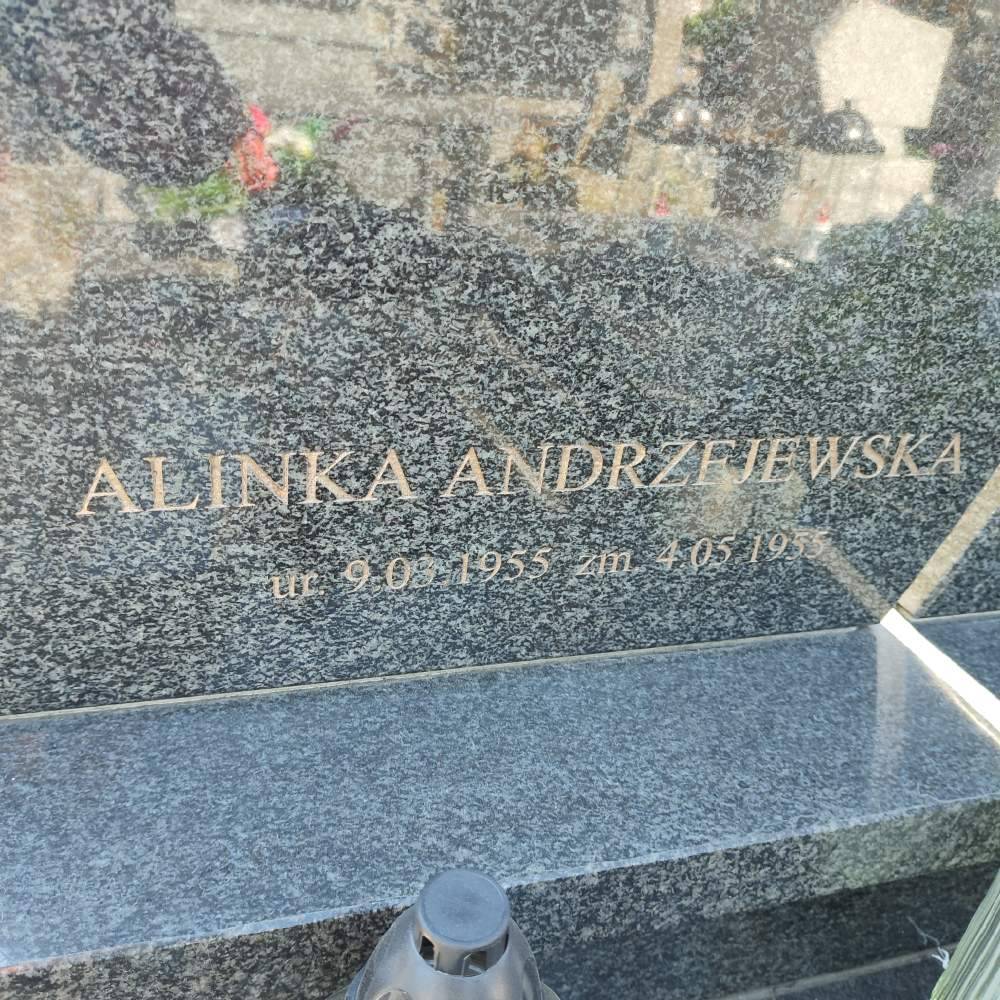 ALINKA ANDRZEJEWSKA
ur. 9.03.1955 zm. 4.05.1955